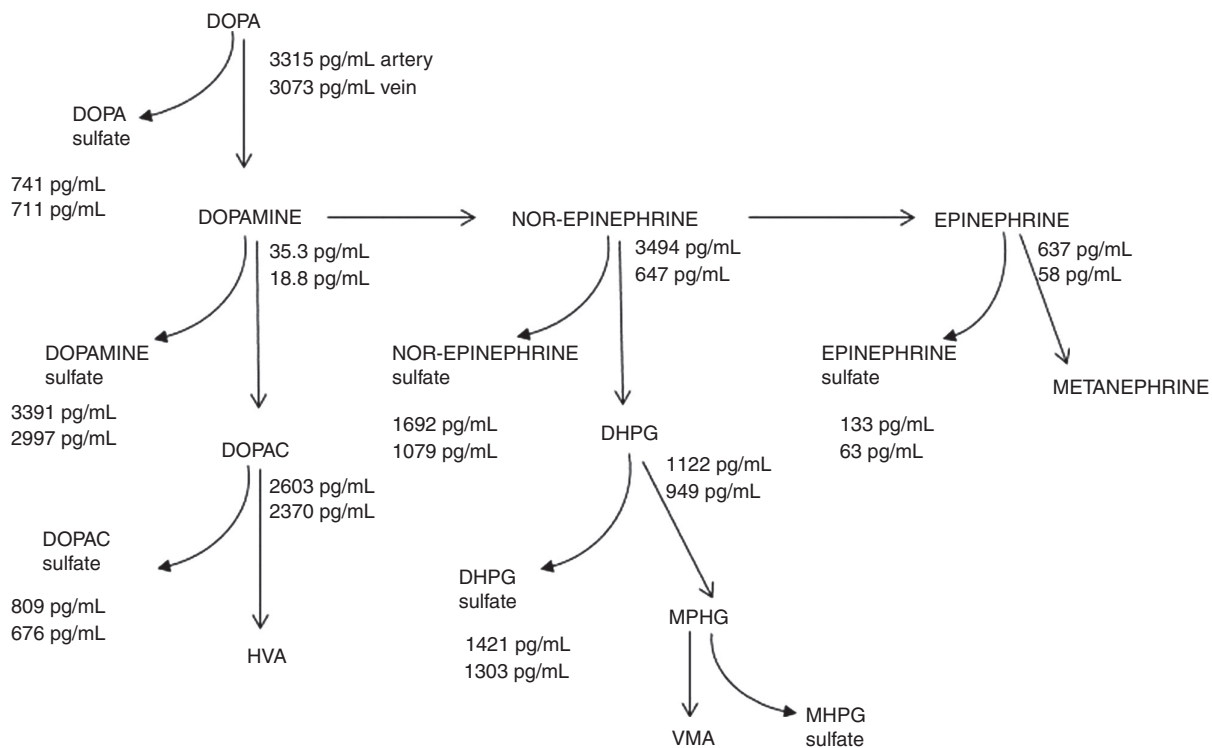 DOPA
3315 pg/mL artery
3073 pg/mL vein
DOPA
sulfate
741 pg/mL
711 pg/mL
DOPAMINE
NOR-EPINEPHRINE
EPINEPHRINE
35.3 pg/mL
18.8 pg/mL
3494 pg/mL
647 pg/mL
637 pg/mL
58 pg/mL
DOPAMINE
sulfate
NOR-EPINEPHRINE
sulfate
EPINEPHRINE
sulfate
METANEPHRINE
3391 pg/mL
2997 pg/mL
1692 pg/mL
1079 pg/mL
133 pg/mL
63 pg/mL
DOPAC
DHPG
2603 pg/mL
2370 pg/mL
1122 pg/mL
949 pg/mL
DOPAC
sulfate
DHPG
sulfate
809 pg/mL
676 pg/mL
MPHG
1421 pg/mL
1303 pg/mL
HVA
VMA
MHPG
sulfate